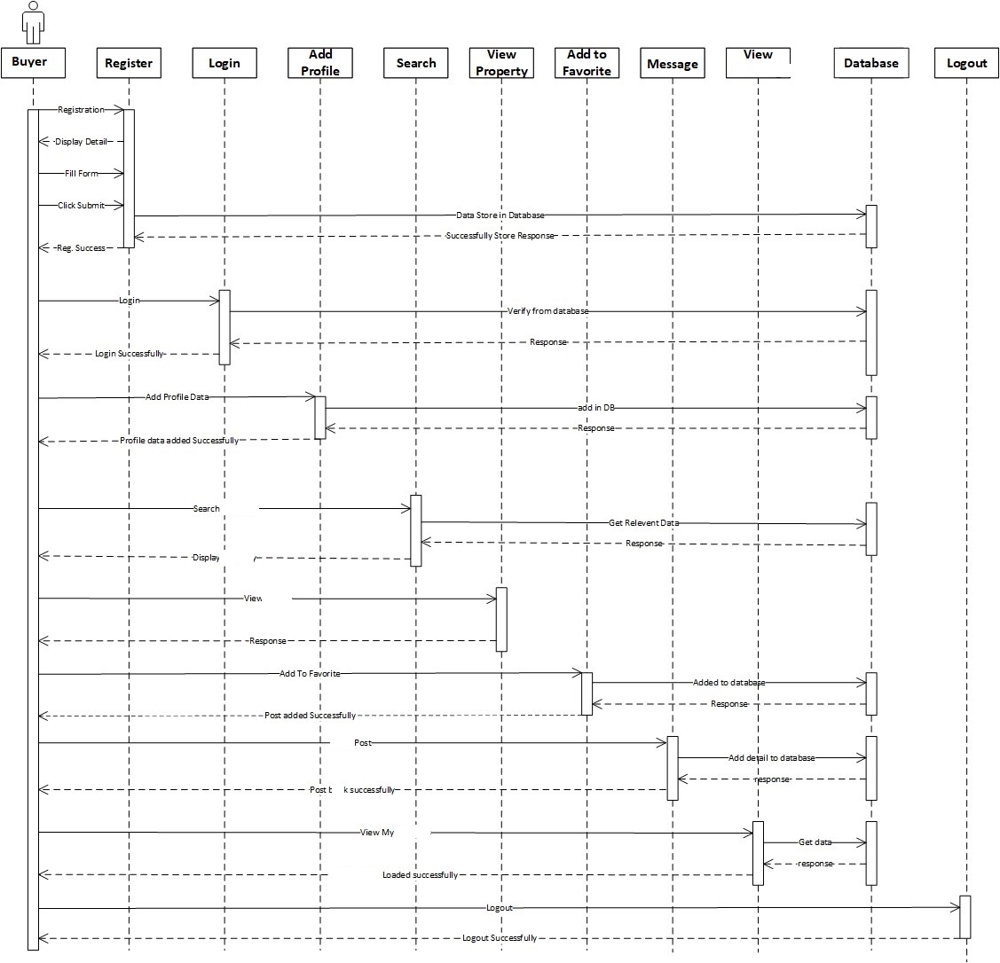 Buyer
Register
Login
Add
Profile
Search
View
Property
Add to
Favorite
Message
View
Database
Logout
Registration
Display Detail
Fill Form
Click Submit
Data Store in Database
Successfully Store Response
Reg. Success
Login
Verify from database
Response
Login Successfully
Add Profile Data
add in DB
Response
Profile data added Successfully
Search
Get Relevent Data
Response
Display
View
Response
Add To Favorite
Added to database
Response
Post added Successfully
Post
Add detail to database
response
Post successfully
View My
Get data
response
Loaded successfully
Logout
Logout Successfully